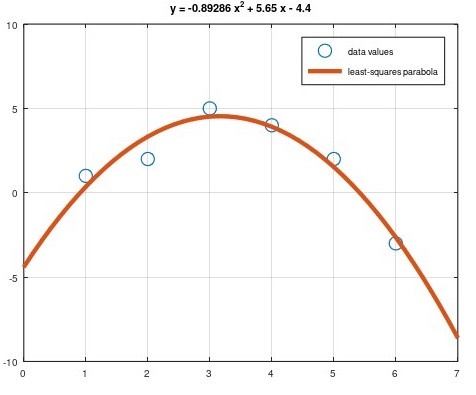 y = -0.89286 x² + 5.65 x - 4.4
10
data values
least-squares parabola
5
0
-5
-10
0 1 2 3 4 5 6 7